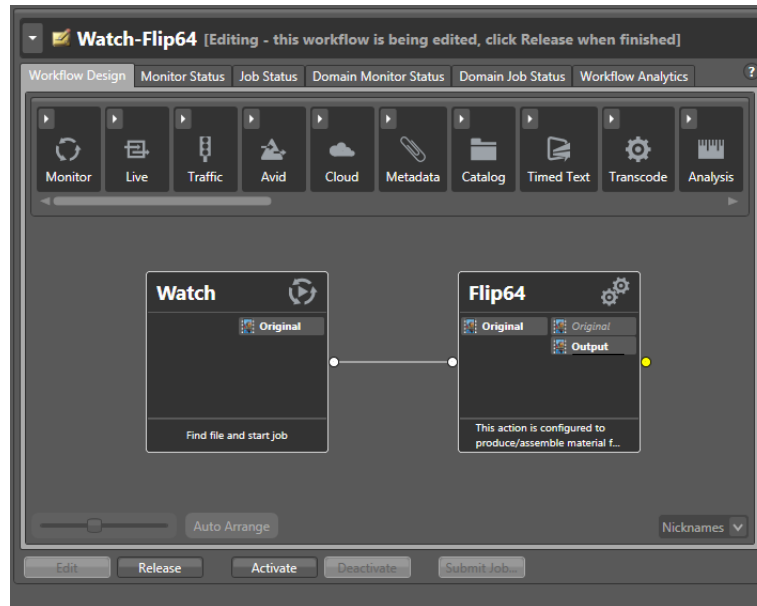 Watch-Flip64 [Editing - this workflow is being edited, click Release when finished]
Workflow Design Monitor Status Job Status Domain Monitor Status Domain Job Status Workflow Analytics ?
Monitor Live Traffic Avid Cloud Metadata Catalog Timed Text Transcode Analysis
Watch
Original
Find file and start job
Flip64
Original Original
Output
This action is configured to
produce/assemble material f...
Auto Arrange
Nicknames
Edit Release Activate Deactivate Submit Job...